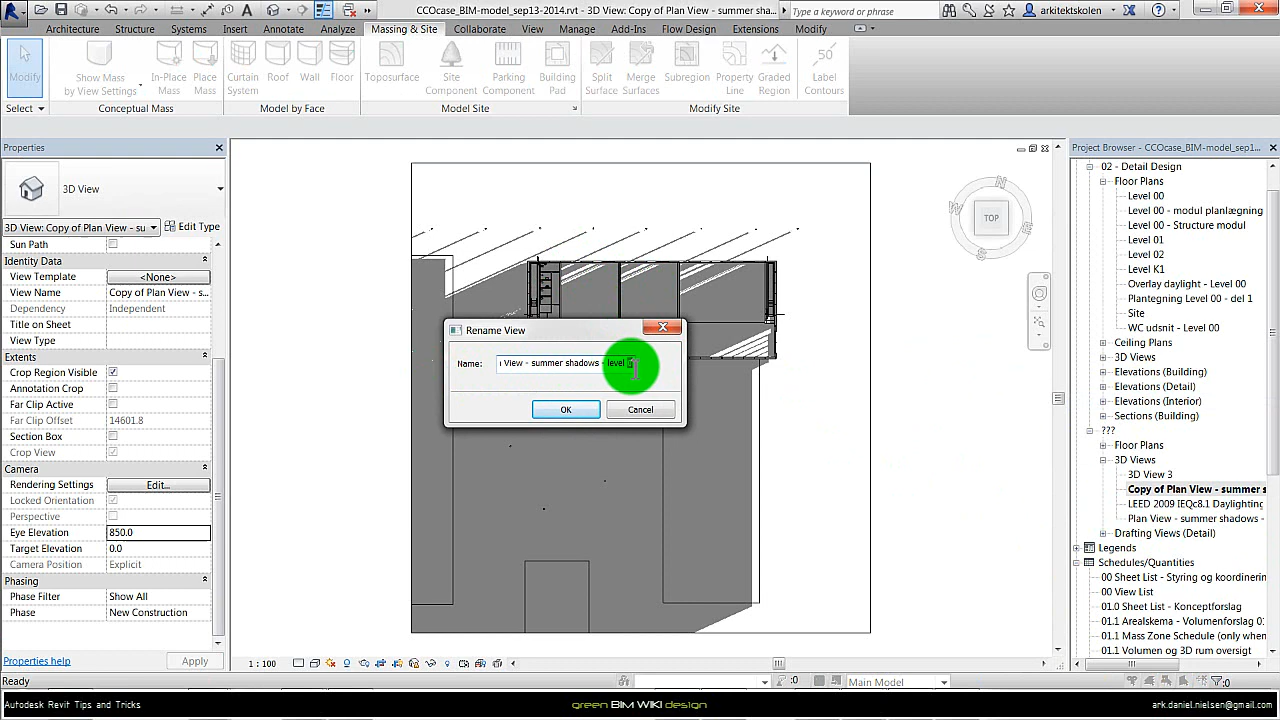 CCOcase_BIM-model_sep13-2014.rvt - 3D View: Copy of Plan View - summer sha...
Type a keyword or phrase
arkitektskolen
Architecture Structure Systems Insert Annotate Analyze Massing & Site Collaborate View Manage Add-Ins Flow Design Extensions Modify
Modify
Show Mass
by View Settings
In-Place
Mass
Place
Mass
Curtain
System
Roof
Wall
Floor
Toposurface
Site
Component
Parking
Component
Building
Pad
Split
Surface
Merge
Surfaces
Subregion
Property
Line
Graded
Region
50
Label
Contours
Select
Conceptual Mass
Model by Face
Model Site
Modify Site
Properties
3D View
3D View: Copy of Plan View - su
Edit Type
Sun Path
Identity Data
View Template <None>
View Name Copy of Plan View - s...
Dependency Independent
Title on Sheet
View Type
Extents
Crop Region Visible
Annotation Crop
Far Clip Active
Far Clip Offset 14601.8
Section Box
Crop View
Camera
Rendering Settings Edit...
Locked Orientation
Perspective
Eye Elevation 850.0
Target Elevation 0.0
Camera Position Explicit
Phasing
Phase Filter Show All
Phase New Construction
Properties help
Apply
N
W
TOP
E
S
Rename View
Name:
View - summer shadows - level
OK
Cancel
1 : 100
Project Browser - CCOcase_BIM-model_sep1...
02 - Detail Design
Floor Plans
Level 00
Level 00 - modul planlægning
Level 00 - Structure modul
Level 01
Level 02
Level K1
Overlay daylight - Level 00
Plantegning Level 00 - del 1
Site
WC udsnit - Level 00
Ceiling Plans
3D Views
Elevations (Building)
Elevations (Detail)
Elevations (Interior)
Sections (Building)
???
Floor Plans
3D Views
3D View 3
Copy of Plan View - summer s
LEED 2009 IEQc8.1 Daylighting
Plan View - summer shadows -
Drafting Views (Detail)
Legends
Schedules/Quantities
00 Sheet List - Styring og koordinerin
00 View List
01.0 Sheet List - Konceptforslag
01.1 Arealskema - Volumenforslag 01
01.1 Mass Zone Schedule (only when
01.1 Volumen og 3D rum oversigt
Ready
:0
Main Model
:0
Autodesk Revit Tips and Tricks
green BIM WIKI design
ark.daniel.nielsen@gmail.com